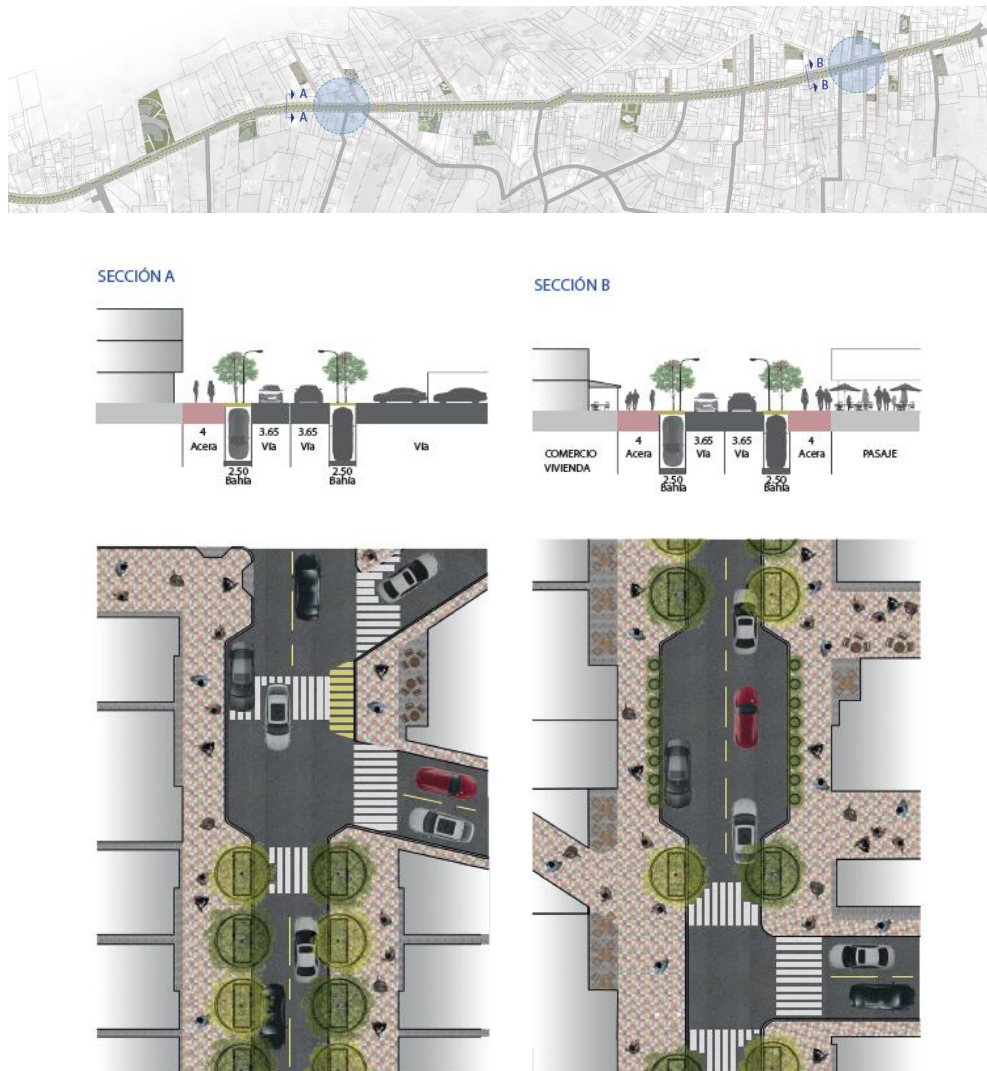 A
A
B
B
SECCIÓN A
4
Acera
2.50
Bahía
3.65
Vía
3.65
Vía
2.50
Bahía
Vía
SECCIÓN B
COMERCIO
VIVIENDA
4
Acera
2.50
Bahía
3.65
Vía
3.65
Vía
2.50
Bahía
4
Acera
PASAJE